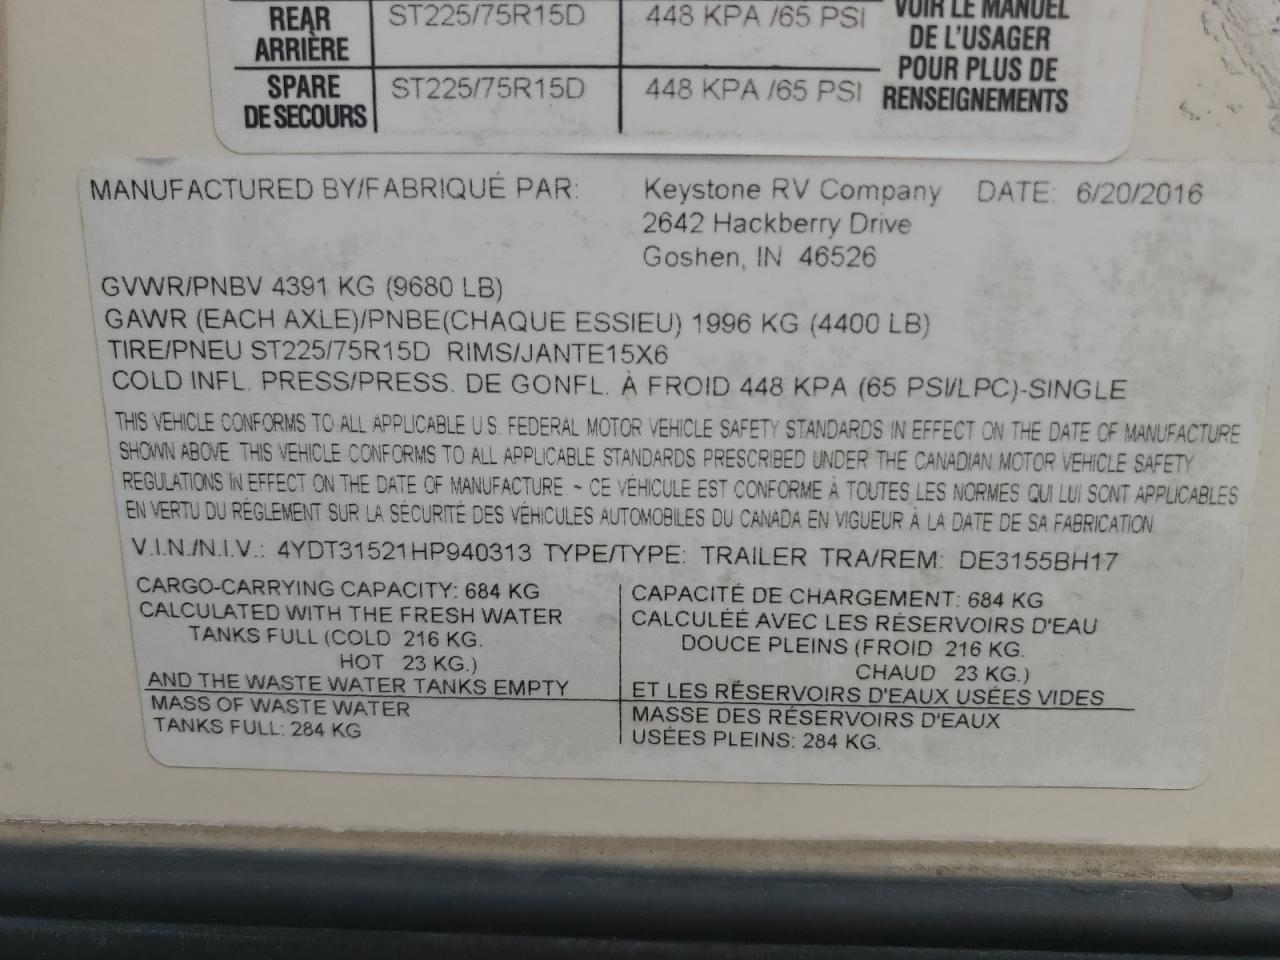 REAR ST225/75R15D 448 KPA /65 PSI VOIR LE MANUEL
ARRIÈRE DE L'USAGER
SPARE ST225/75R15D 448 KPA /65 PSI POUR PLUS DE
DE SECOURS RENSEIGNEMENTS
MANUFACTURED BY/FABRIQUÉ PAR: Keystone RV Company DATE: 6/20/2016
2642 Hackberry Drive
Goshen, IN 46526
GVWR/PNBV 4391 KG (9680 LB)
GAWR (EACH AXLE)/PNBE(CHAQUE ESSIEU) 1996 KG (4400 LB)
TIRE/PNEU ST225/75R15D RIMS/JANTE15X6
COLD INFL. PRESS/PRESS. DE GONFL. À FROID 448 KPA (65 PSI/LPC)-SINGLE
THIS VEHICLE CONFORMS TO ALL APPLICABLE U.S. FEDERAL MOTOR VEHICLE SAFETY STANDARDS IN EFFECT ON THE DATE OF MANUFACTURE
SHOWN ABOVE. THIS VEHICLE CONFORMS TO ALL APPLICABLE STANDARDS PRESCRIBED UNDER THE CANADIAN MOTOR VEHICLE SAFETY
REGULATIONS IN EFFECT ON THE DATE OF MANUFACTURE. ~ CE VÉHICULE EST CONFORME À TOUTES LES NORMES QUI LUI SONT APPLICABLES
EN VERTU DU RÈGLEMENT SUR LA SÉCURITÉ DES VÉHICULES AUTOMOBILES DU CANADA EN VIGUEUR À LA DATE DE SA FABRICATION.
V.I.N./N.I.V.: 4YDT31521HP940313 TYPE/TYPE: TRAILER TRA/REM: DE3155BH17
CARGO-CARRYING CAPACITY: 684 KG
CALCULATED WITH THE FRESH WATER
TANKS FULL (COLD 216 KG.
HOT 23 KG.)
AND THE WASTE WATER TANKS EMPTY
MASS OF WASTE WATER
TANKS FULL: 284 KG
CAPACITÉ DE CHARGEMENT: 684 KG
CALCULÉE AVEC LES RÉSERVOIRS D'EAU
DOUCE PLEINS (FROID 216 KG.
CHAUD 23 KG.)
ET LES RÉSERVOIRS D'EAUX USÉES VIDES
MASSE DES RÉSERVOIRS D'EAUX
USÉES PLEINS: 284 KG.